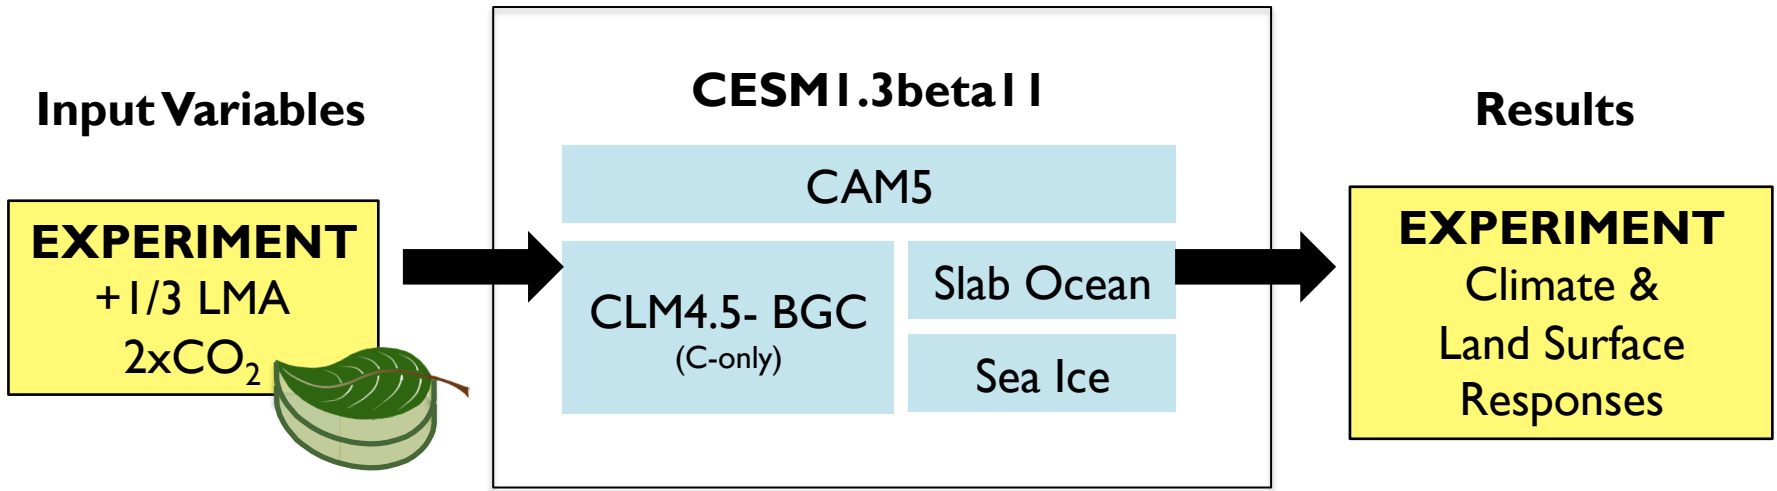 Input Variables
EXPERIMENT
+1/3 LMA
2xCO₂
CESM1.3beta11
CAM5
CLM4.5- BGC
(C-only)
Slab Ocean
Sea Ice
Results
EXPERIMENT
Climate &
Land Surface
Responses